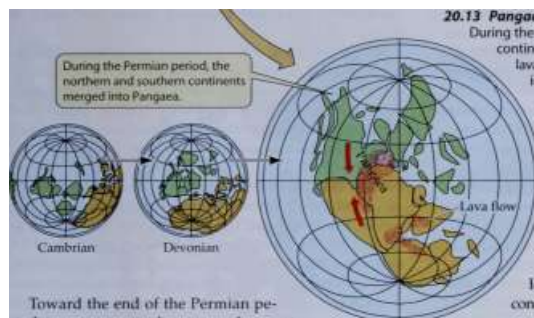 20.13 Pangaea
During the
contin
lava
i
During the Permian period, the
northern and southern continents
merged into Pangaea.
Lava flow
Cambrian
Devonian
Toward the end of the Permian pe-
con